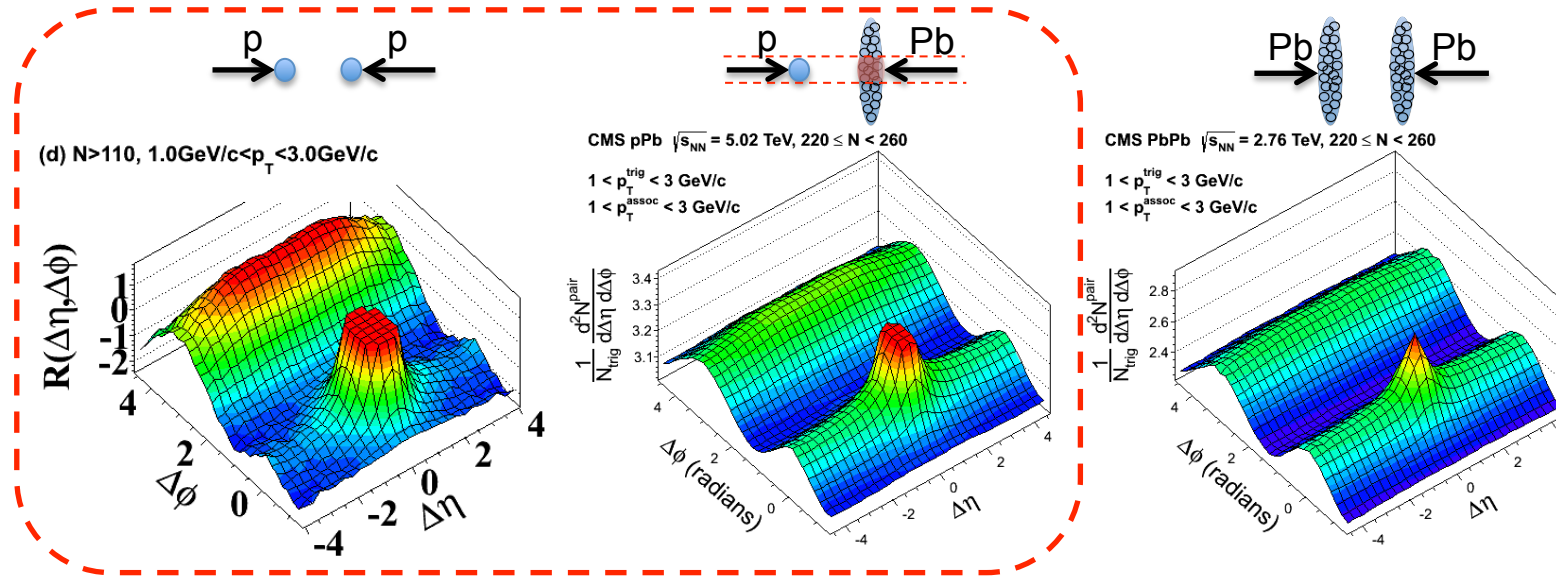 p
p
(d) N>110, 1.0GeV/c<p_T<3.0GeV/c
R(Δη,Δφ)
1
0
-1
-2
4
2
0
Δφ
-4
-2
0
2
4
Δη
p
Pb
CMS pPb √s_NN = 5.02 TeV, 220 ≤ N < 260
1 < p_T^trig < 3 GeV/c
1 < p_T^assoc < 3 GeV/c
1/N_trig d²N^pair/dΔη dΔφ
3.4
3.3
3.2
3.1
4
2
0
Δφ (radians)
-4
-2
0
2
4
Δη
Pb
Pb
CMS PbPb √s_NN = 2.76 TeV, 220 ≤ N < 260
1 < p_T^trig < 3 GeV/c
1 < p_T^assoc < 3 GeV/c
1/N_trig d²N^pair/dΔη dΔφ
2.8
2.6
2.4
4
2
0
Δφ (radians)
-4
-2
0
2
Δη